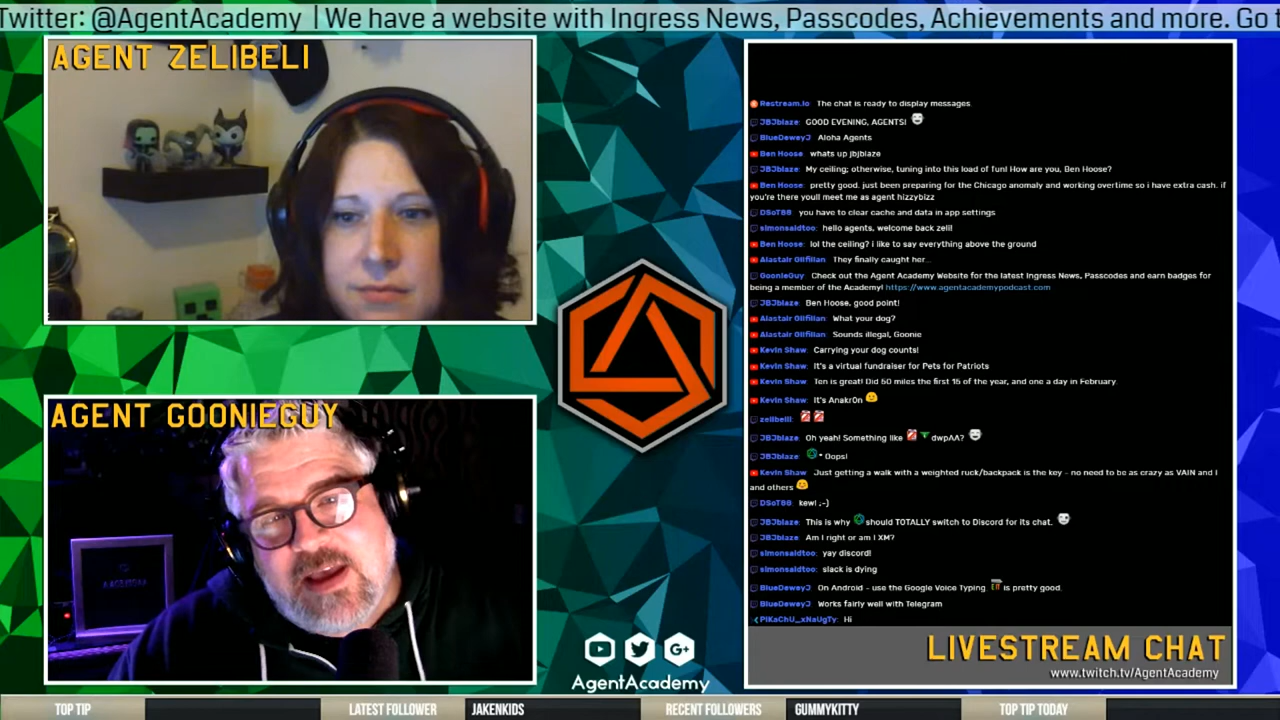 Twitter: @AgentAcademy | We have a website with Ingress News, Passcodes, Achievements and more. Go t
AGENT ZELIBELI
AGENT GOONIEGUY
Restream.io The chat is ready to display messages
JBJblaze: GOOD EVENING, AGENTS!
BlueDeweyJ Aloha Agents
Ben Hoose whats up jbjblaze
JBJblaze: My ceiling; otherwise, tuning into this load of fun! How are you, Ben Hoose?
Ben Hoose: pretty good. just been preparing for the Chicago anomaly and working overtime so i have extra cash. if
you're there youll meet me as agent hizzybizz
DSoT88: you have to clear cache and data in app settings
simonsaidtoo: hello agents, welcome back zeli!
Ben Hoose: lol the ceiling? i like to say everything above the ground
Alastair Gilfillan They finally caught her...
GoonieGuy Check out the Agent Academy Website for the latest Ingress News, Passcodes and earn badges for
being a member of the Academy! https://www.agentacademypodcast.com
JBJblaze: Ben Hoose, good point!
Alastair Gilfillan What your dog?
Alastair Gilfillan Sounds illegal, Goonie
Kevin Shaw: Carrying your dog counts!
Kevin Shaw: It's a virtual fundraiser for Pets for Patriots
Kevin Shaw: Ten is great! Did 50 miles the first 15 of the year, and one a day in February.
Kevin Shaw: It's Anakr0n
zelibeli:
JBJblaze: Oh yeah! Something like dwpAA?
JBJblaze: * Oops!
Kevin Shaw: Just getting a walk with a weighted ruck/backpack is the key - no need to be as crazy as VAIN and I
and others
DSoT88: kewl ;-)
JBJblaze: This is why should TOTALLY switch to Discord for its chat.
JBJblaze: Am I right or am I XM?
simonsaidtoo: yay discord!
simonsaidtoo: slack is dying
BlueDeweyJ: On Android - use the Google Voice Typing. is pretty good.
BlueDeweyJ Works fairly well with Telegram
PiKaChU_xNaUgTy: Hi
LIVESTREAM CHAT
www.twitch.tv/AgentAcademy
G+
AgentAcademy
TOP TIP LATEST FOLLOWER JAKENKIDS RECENT FOLLOWERS GUMMYKITTY TOP TIP TODAY